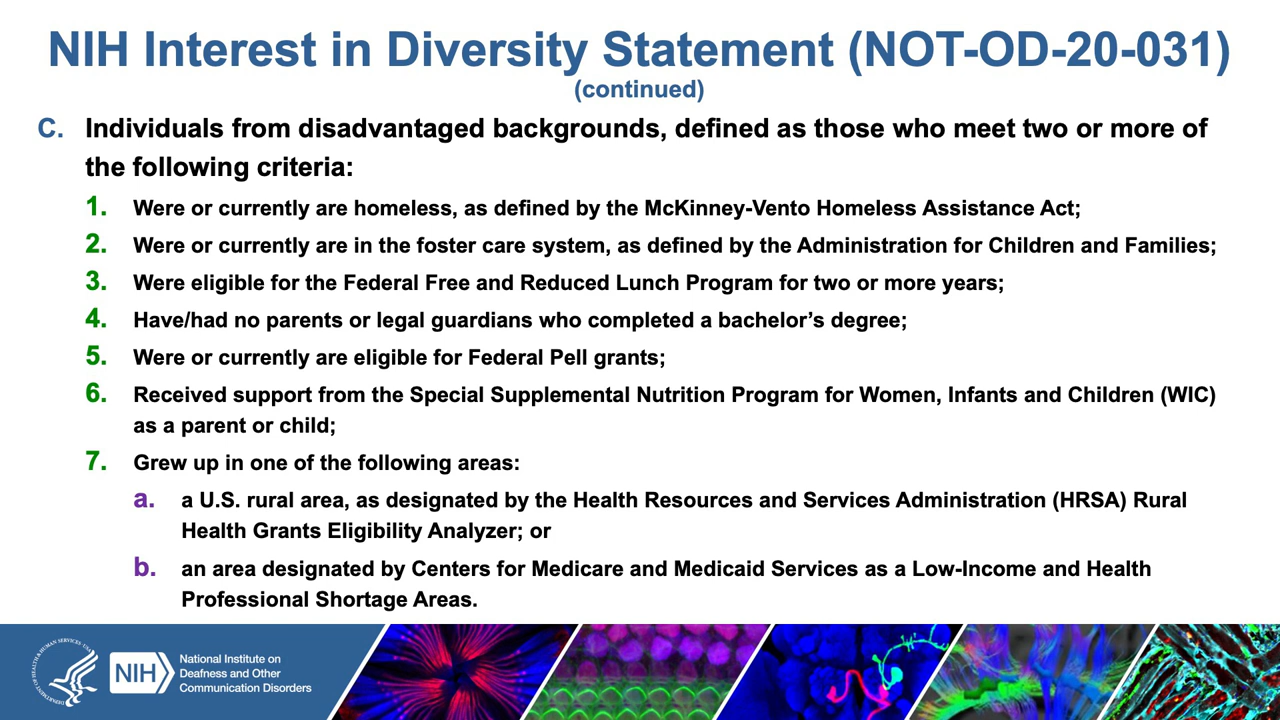 NIH Interest in Diversity Statement (NOT-OD-20-031)
(continued)
C. Individuals from disadvantaged backgrounds, defined as those who meet two or more of
the following criteria:
1. Were or currently are homeless, as defined by the McKinney-Vento Homeless Assistance Act;
2. Were or currently are in the foster care system, as defined by the Administration for Children and Families;
3. Were eligible for the Federal Free and Reduced Lunch Program for two or more years;
4. Have/had no parents or legal guardians who completed a bachelor’s degree;
5. Were or currently are eligible for Federal Pell grants;
6. Received support from the Special Supplemental Nutrition Program for Women, Infants and Children (WIC)
as a parent or child;
7. Grew up in one of the following areas:
a. a U.S. rural area, as designated by the Health Resources and Services Administration (HRSA) Rural
Health Grants Eligibility Analyzer; or
b. an area designated by Centers for Medicare and Medicaid Services as a Low-Income and Health
Professional Shortage Areas.
DEPARTMENT OF HEALTH & HUMAN SERVICES · USA
NIH
National Institute on
Deafness and Other
Communication Disorders